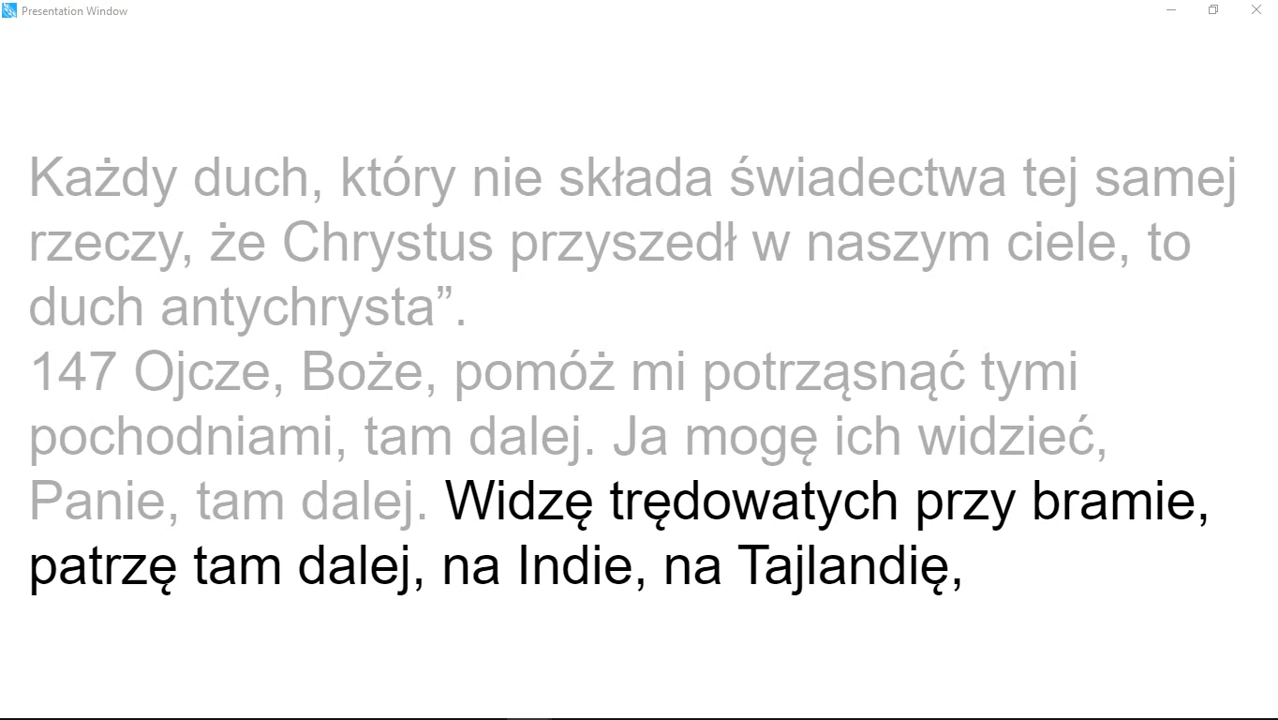 Presentation Window
Każdy duch, który nie składa świadectwa tej samej
rzeczy, że Chrystus przyszedł w naszym ciele, to
duch antychrysta”.
147 Ojcze, Boże, pomóż mi potrząsnąć tymi
pochodniami, tam dalej. Ja mogę ich widzieć,
Panie, tam dalej. Widzę trędowatych przy bramie,
patrzę tam dalej, na Indie, na Tajlandię,